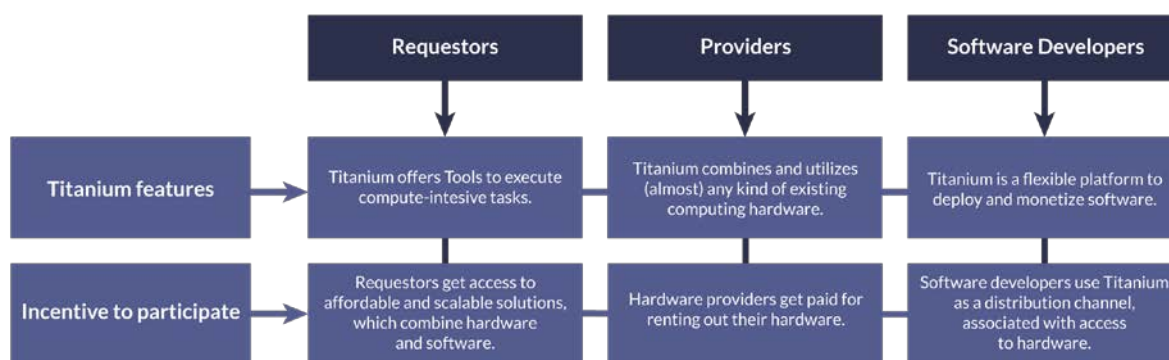 Requestors
Providers
Software Developers
Titanium features
Titanium offers Tools to execute
compute-intesive tasks.
Titanium combines and utilizes
(almost) any kind of existing
computing hardware.
Titanium is a flexible platform to
deploy and monetize software.
Incentive to participate
Requestors get access to
affordable and scalable solutions,
which combine hardware
and software.
Hardware providers get paid for
renting out their hardware.
Software developers use Titanium
as a distribution channel,
associated with access
to hardware.